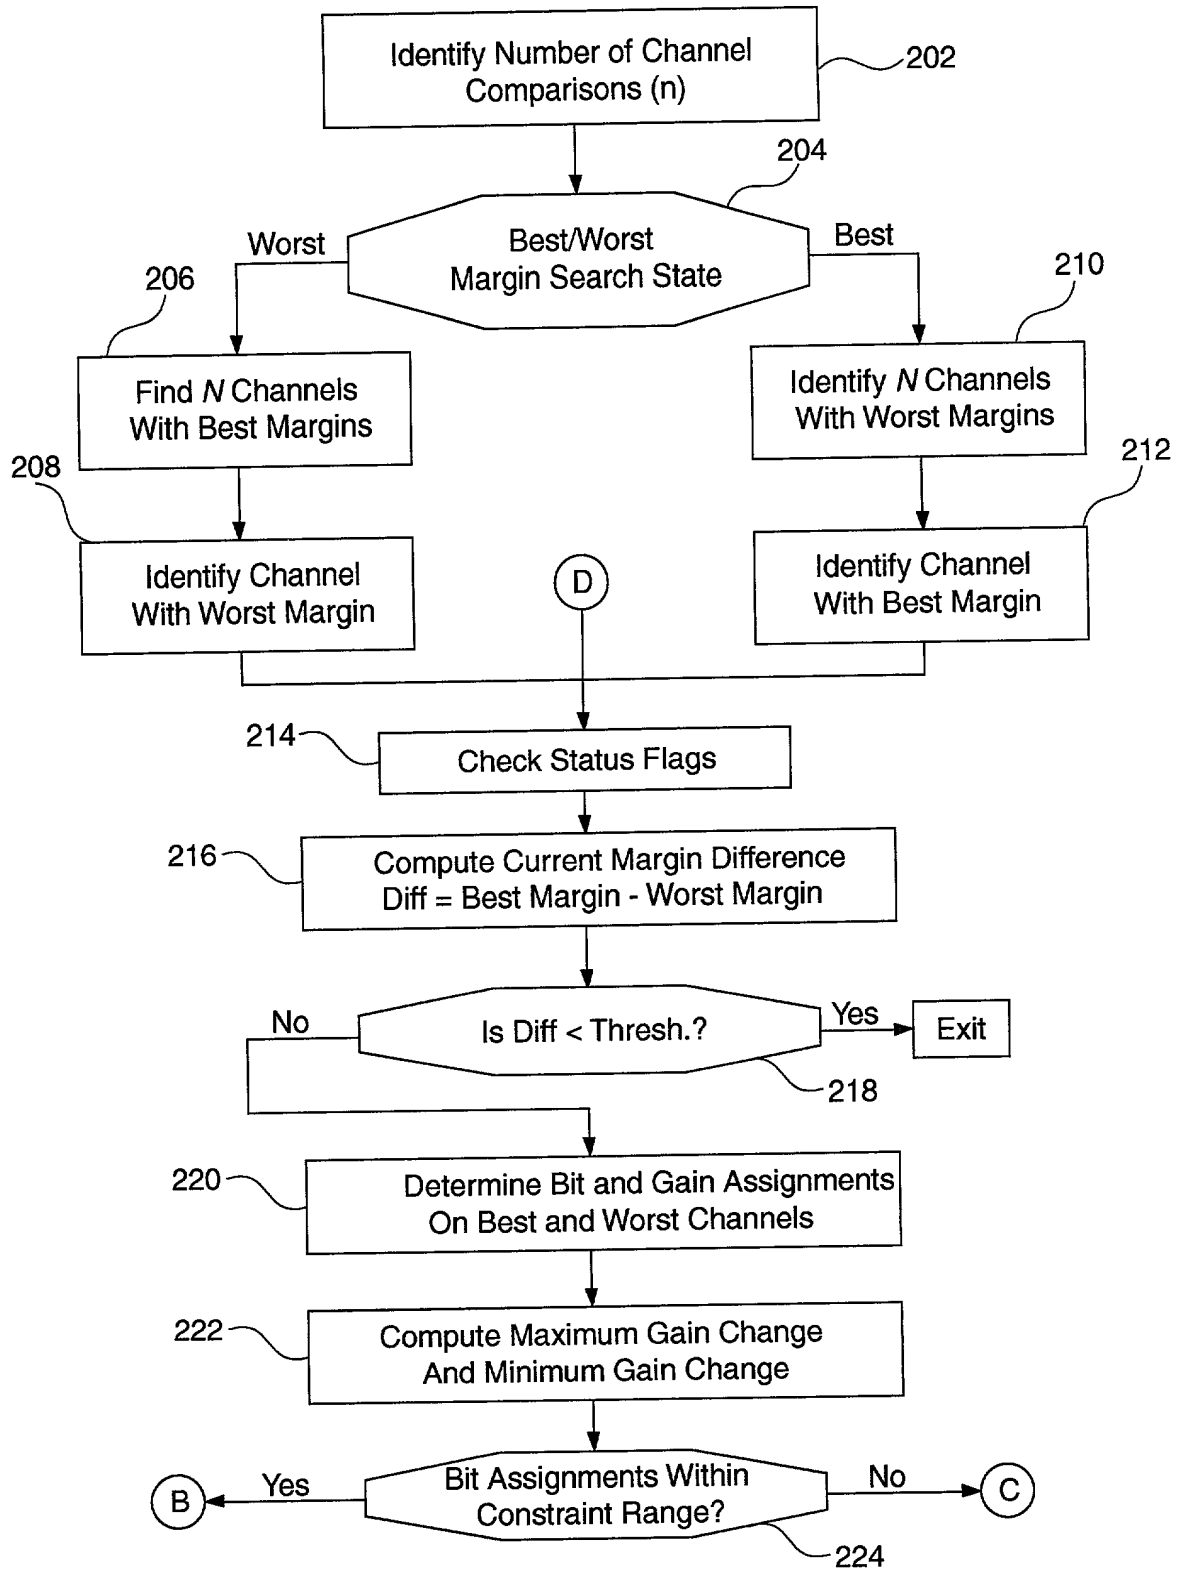 Identify Number of Channel
Comparisons (n)
202
204
Best/Worst
Margin Search State
Worst
Best
206
210
Find N Channels
With Best Margins
Identify N Channels
With Worst Margins
208
212
Identify Channel
With Worst Margin
D
Identify Channel
With Best Margin
214
Check Status Flags
216
Compute Current Margin Difference
Diff = Best Margin - Worst Margin
No
Is Diff < Thresh.?
Yes
Exit
218
220
Determine Bit and Gain Assignments
On Best and Worst Channels
222
Compute Maximum Gain Change
And Minimum Gain Change
B
Yes
Bit Assignments Within
Constraint Range?
No
C
224